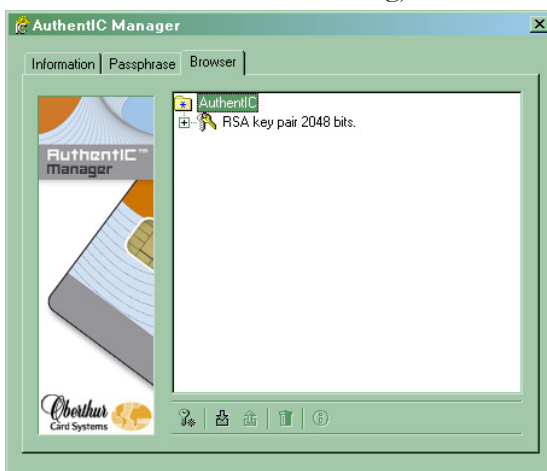 AuthentIC Manager
Information Passphrase Browser
AuthentIC
RSA key pair 2048 bits.
AuthentIC™
Manager
Oberthur
Card Systems